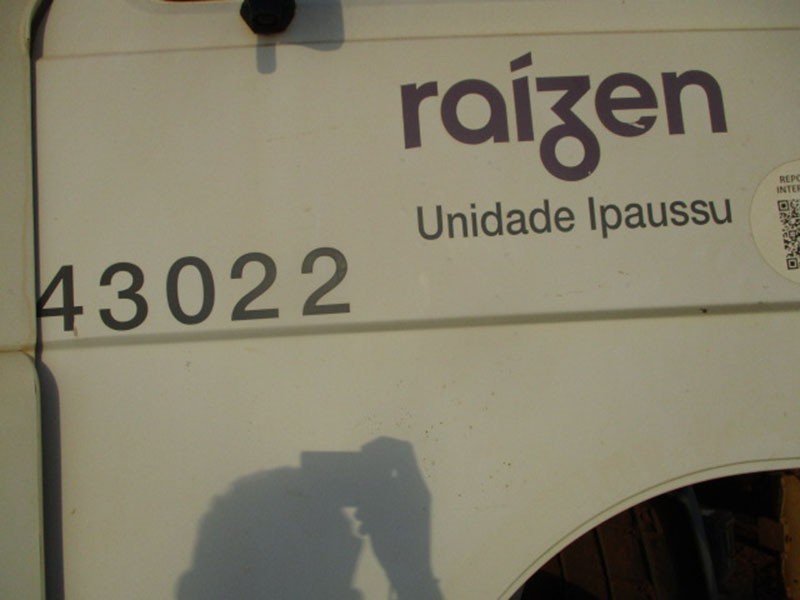 raízen
Unidade Ipaussu
43022